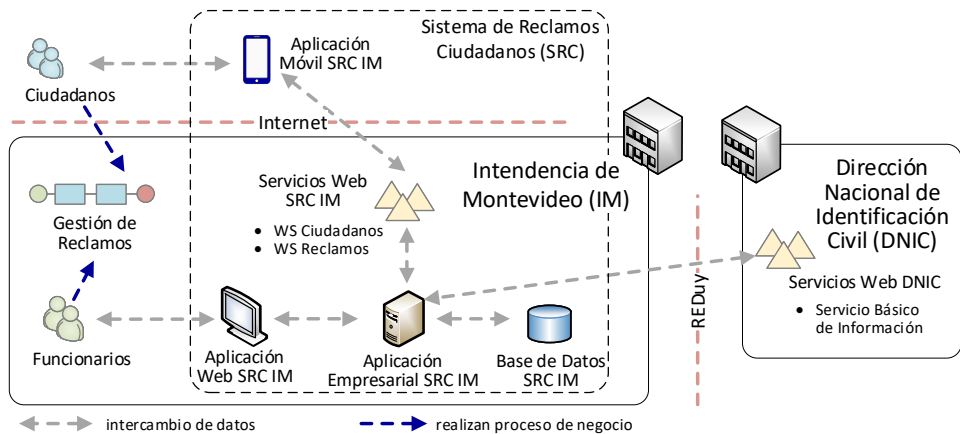 Sistema de Reclamos
Ciudadanos (SRC)
Aplicación
Móvil SRC IM
Ciudadanos
Internet
Intendencia de
Montevideo (IM)
Servicios Web
SRC IM
• WS Ciudadanos
• WS Reclamos
Gestión de
Reclamos
Funcionarios
Aplicación
Web SRC IM
Aplicación
Empresarial SRC IM
Base de Datos
SRC IM
REDuy
Dirección
Nacional de
Identificación
Civil (DNIC)
Servicios Web DNIC
• Servicio Básico
de Información
intercambio de datos
realizan proceso de negocio